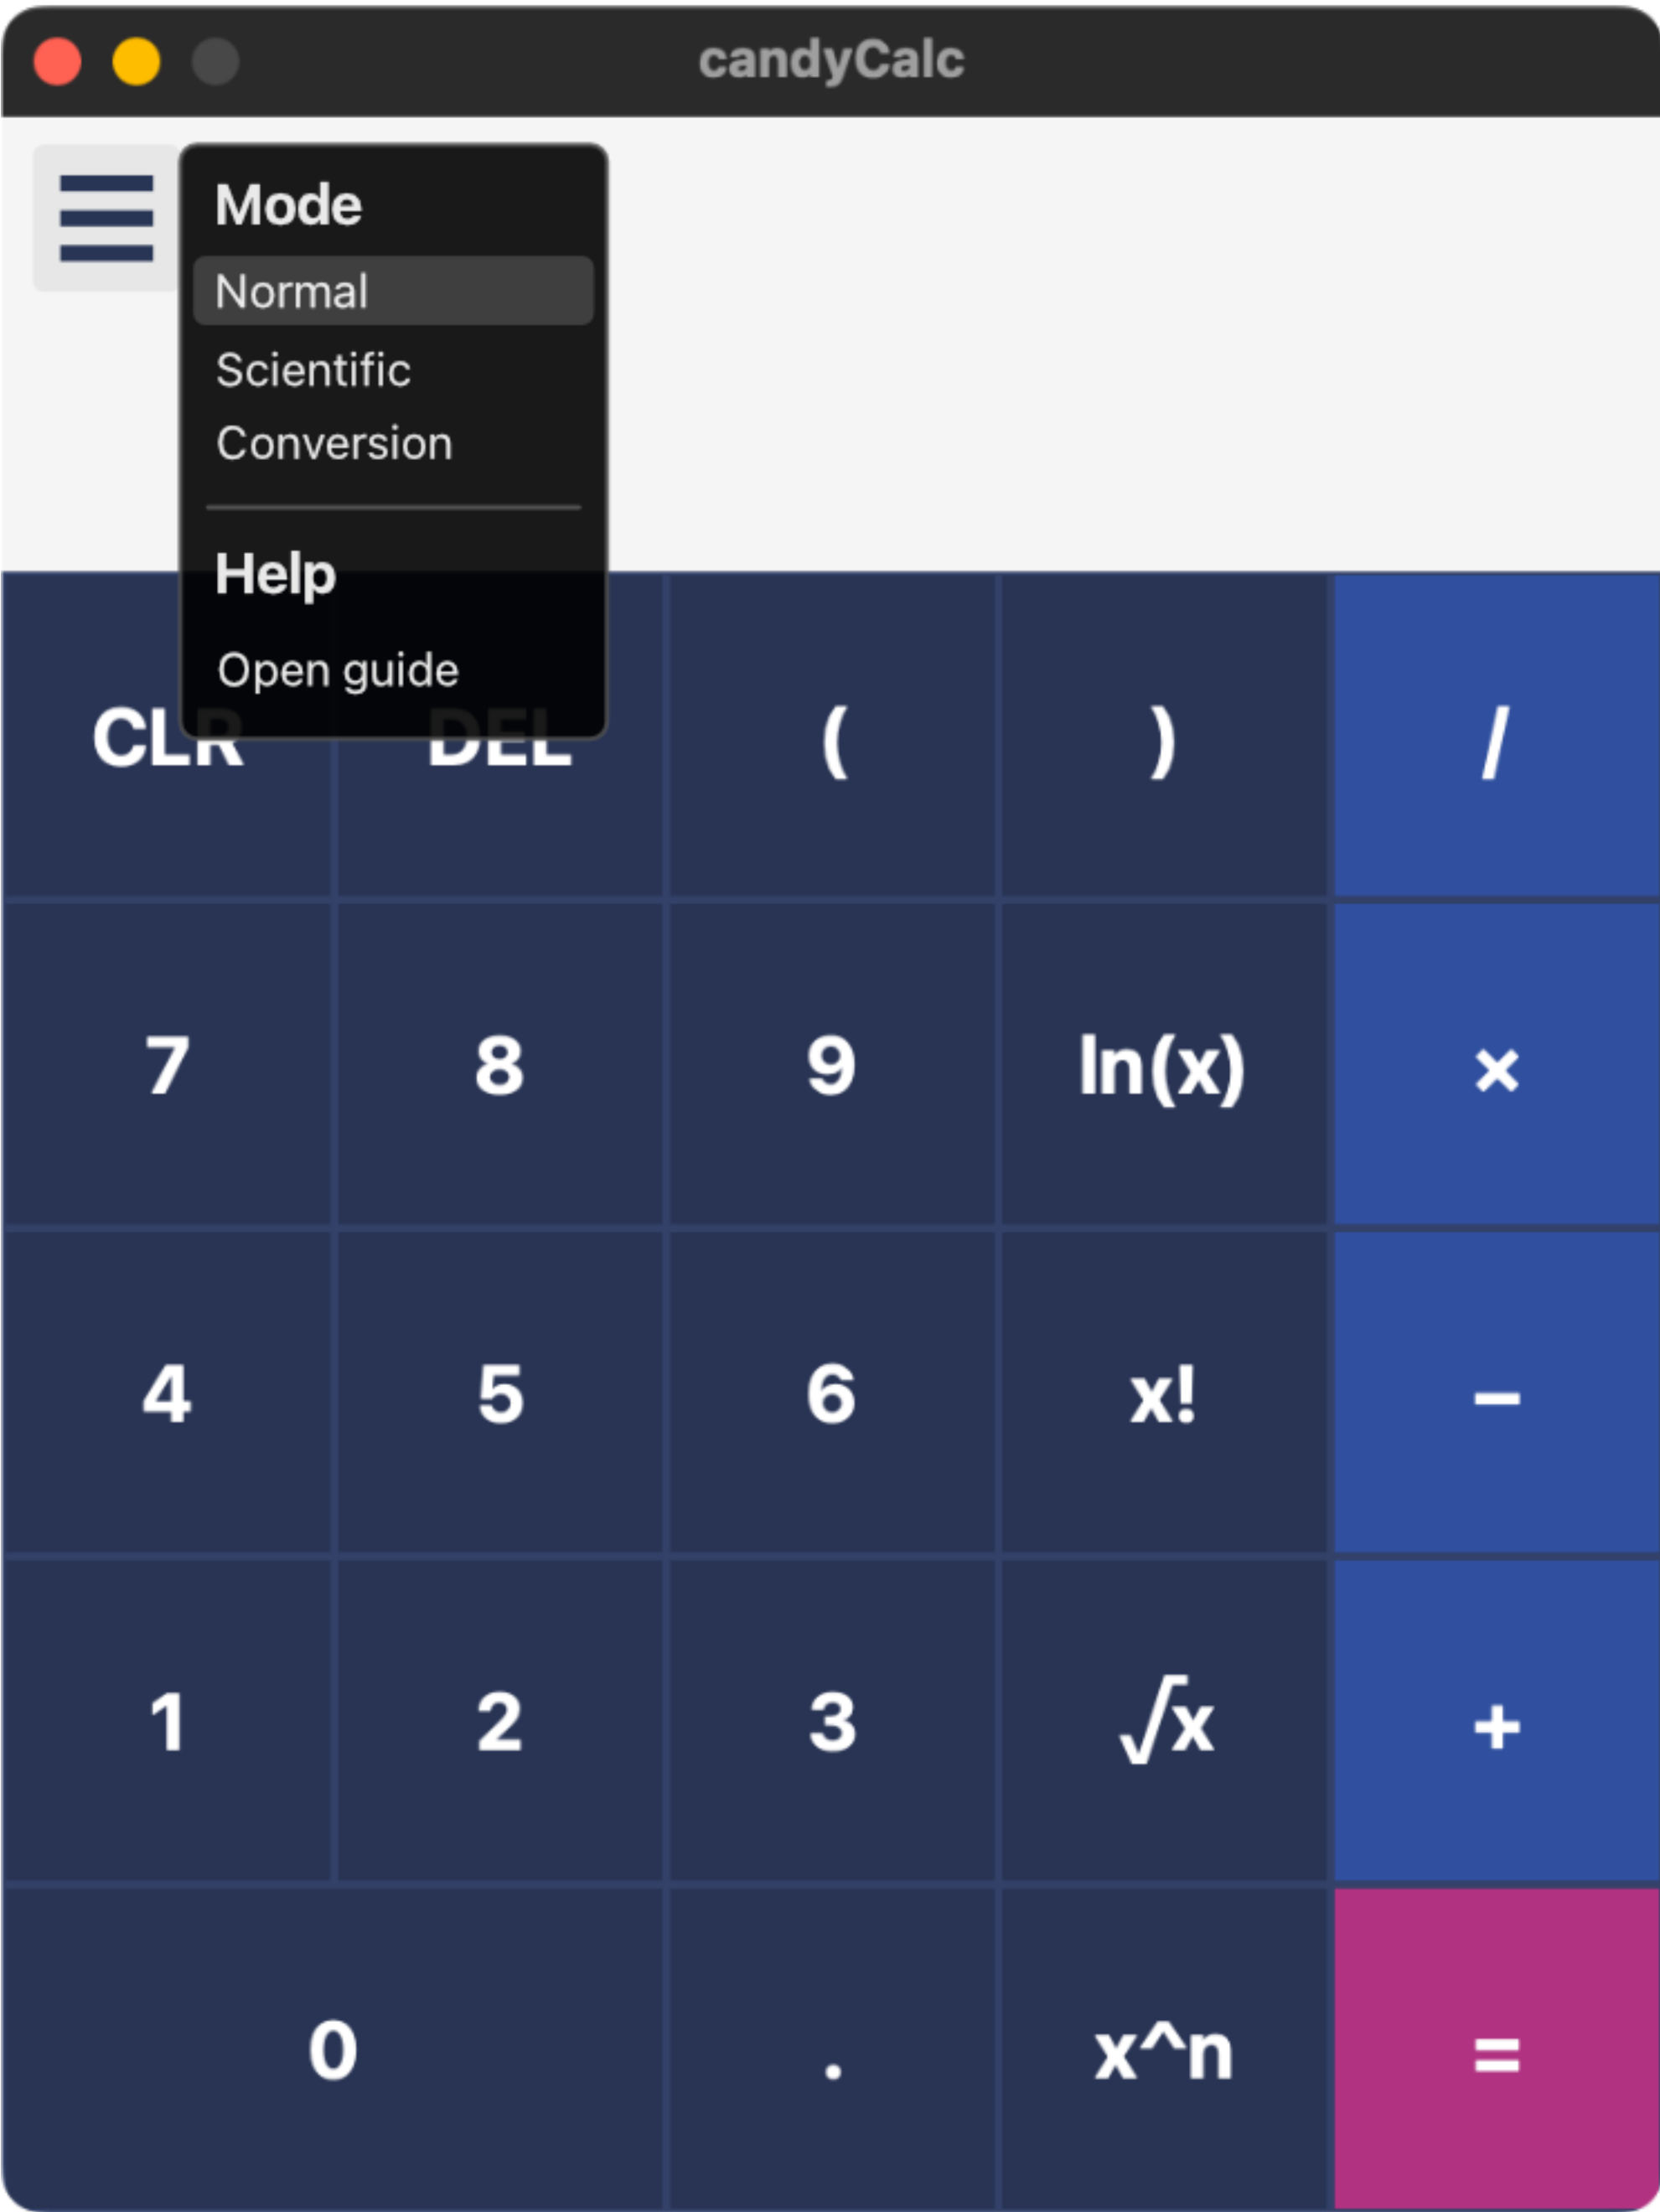 candyCalc
Mode
Normal
Scientific
Conversion
Help
Open guide
CLR DEL ( ) /
7 8 9 ln(x) ×
4 5 6 x! −
1 2 3 √x +
0 . x^n =